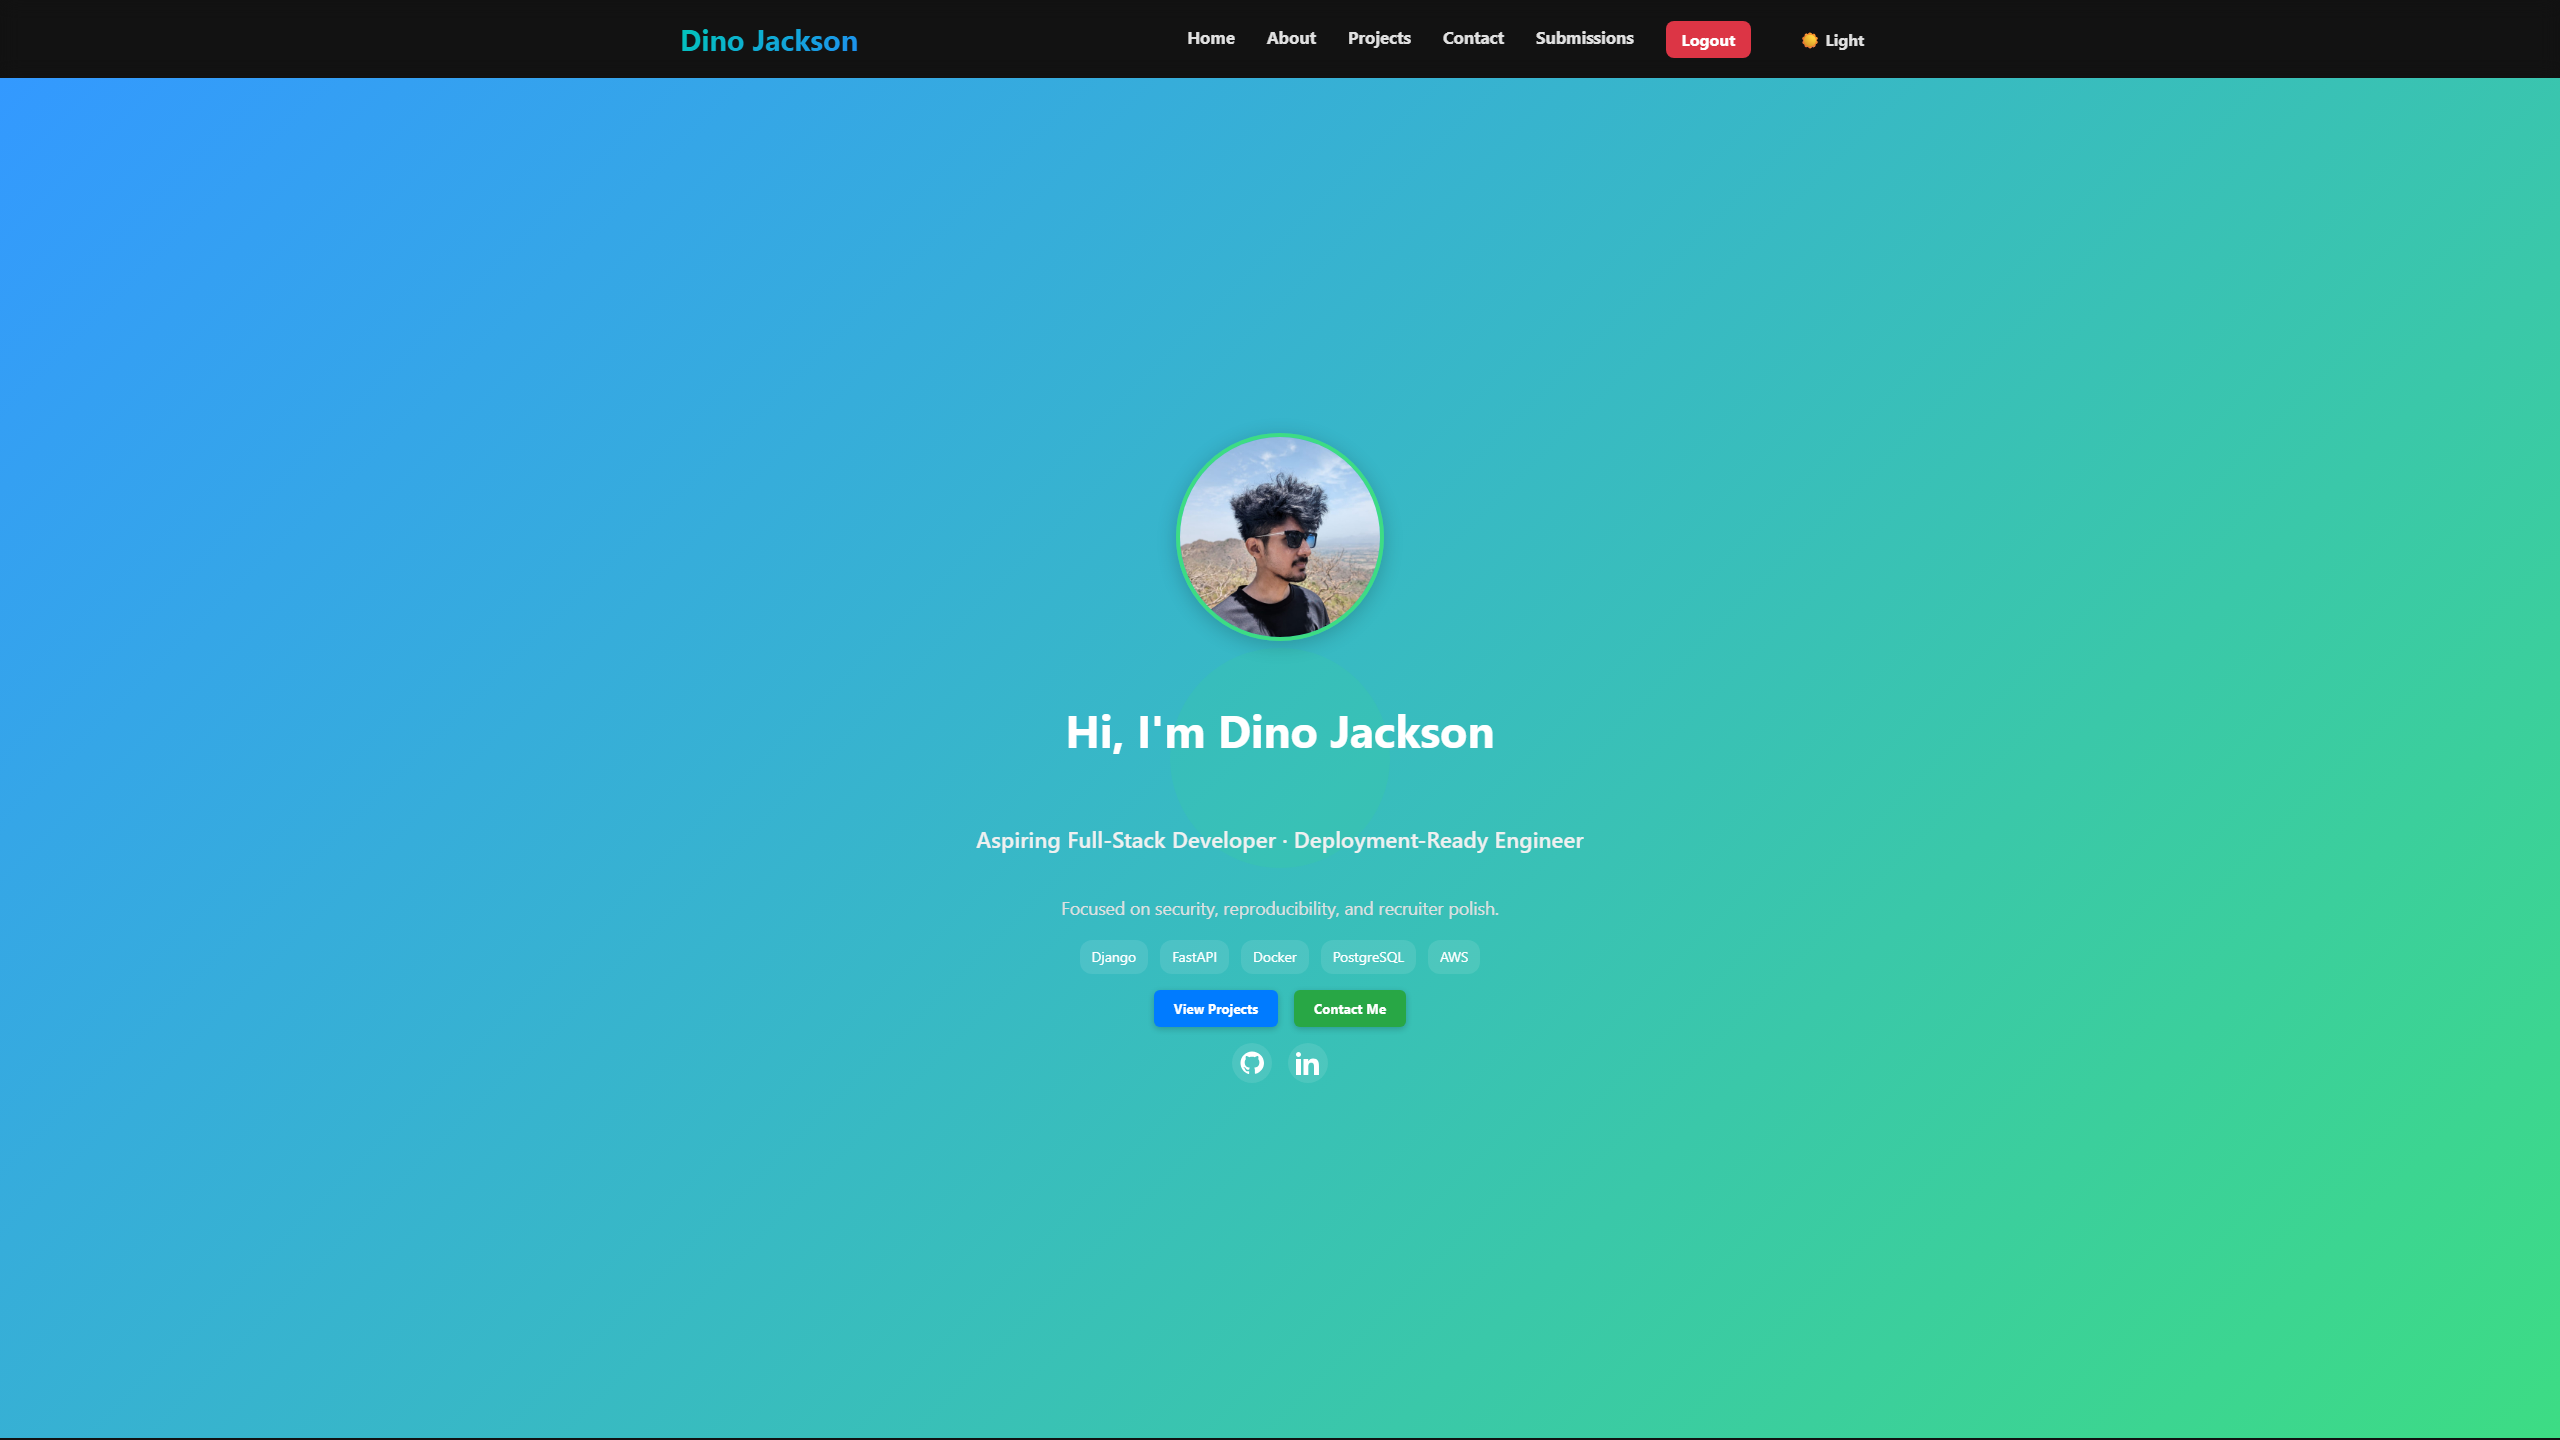 Dino Jackson
Home About Projects Contact Submissions Logout Light
Hi, I'm Dino Jackson
Aspiring Full-Stack Developer · Deployment-Ready Engineer
Focused on security, reproducibility, and recruiter polish.
Django FastAPI Docker PostgreSQL AWS
View Projects Contact Me
in